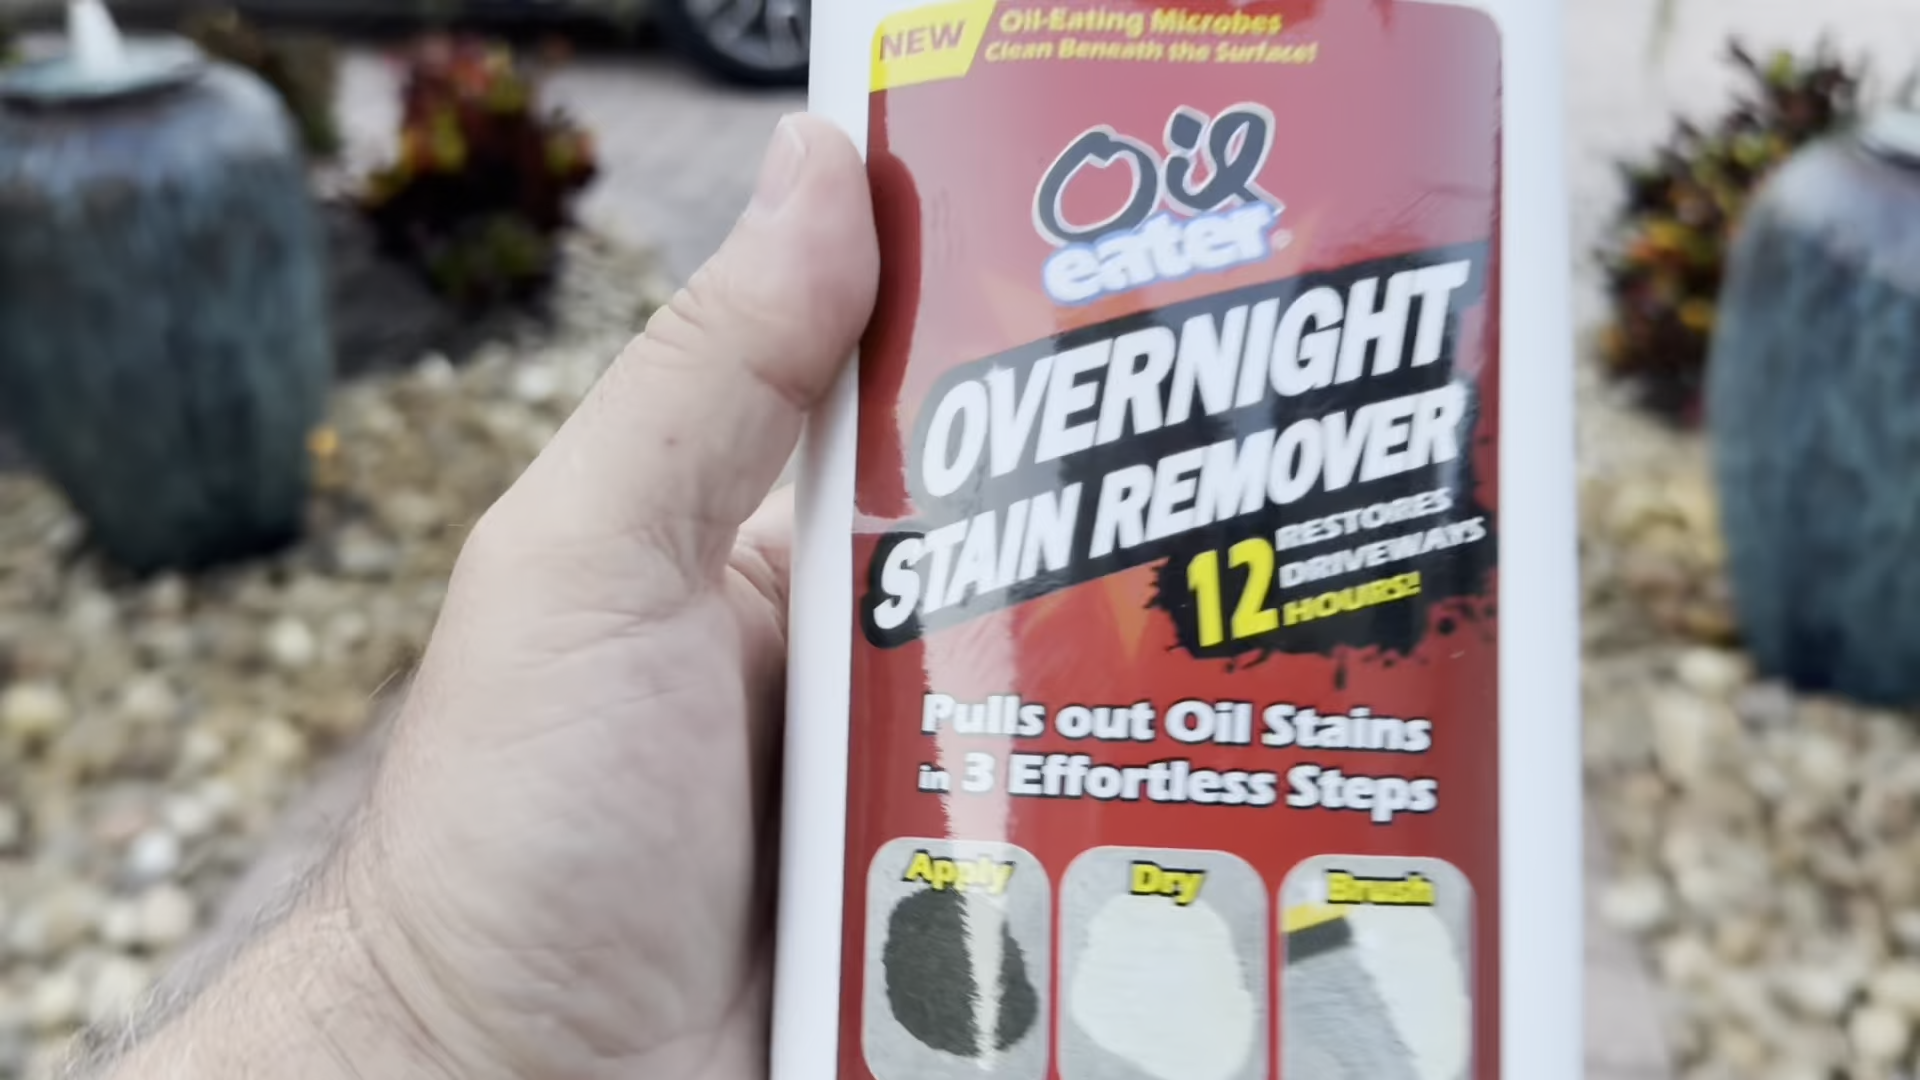 NEW
Oil-Eating Microbes
Clean Beneath the Surface!
Oil
eater®
OVERNIGHT
STAIN REMOVER
12
RESTORES
DRIVEWAYS
HOURS!
Pulls out Oil Stains
in 3 Effortless Steps
Apply
Dry
Brush